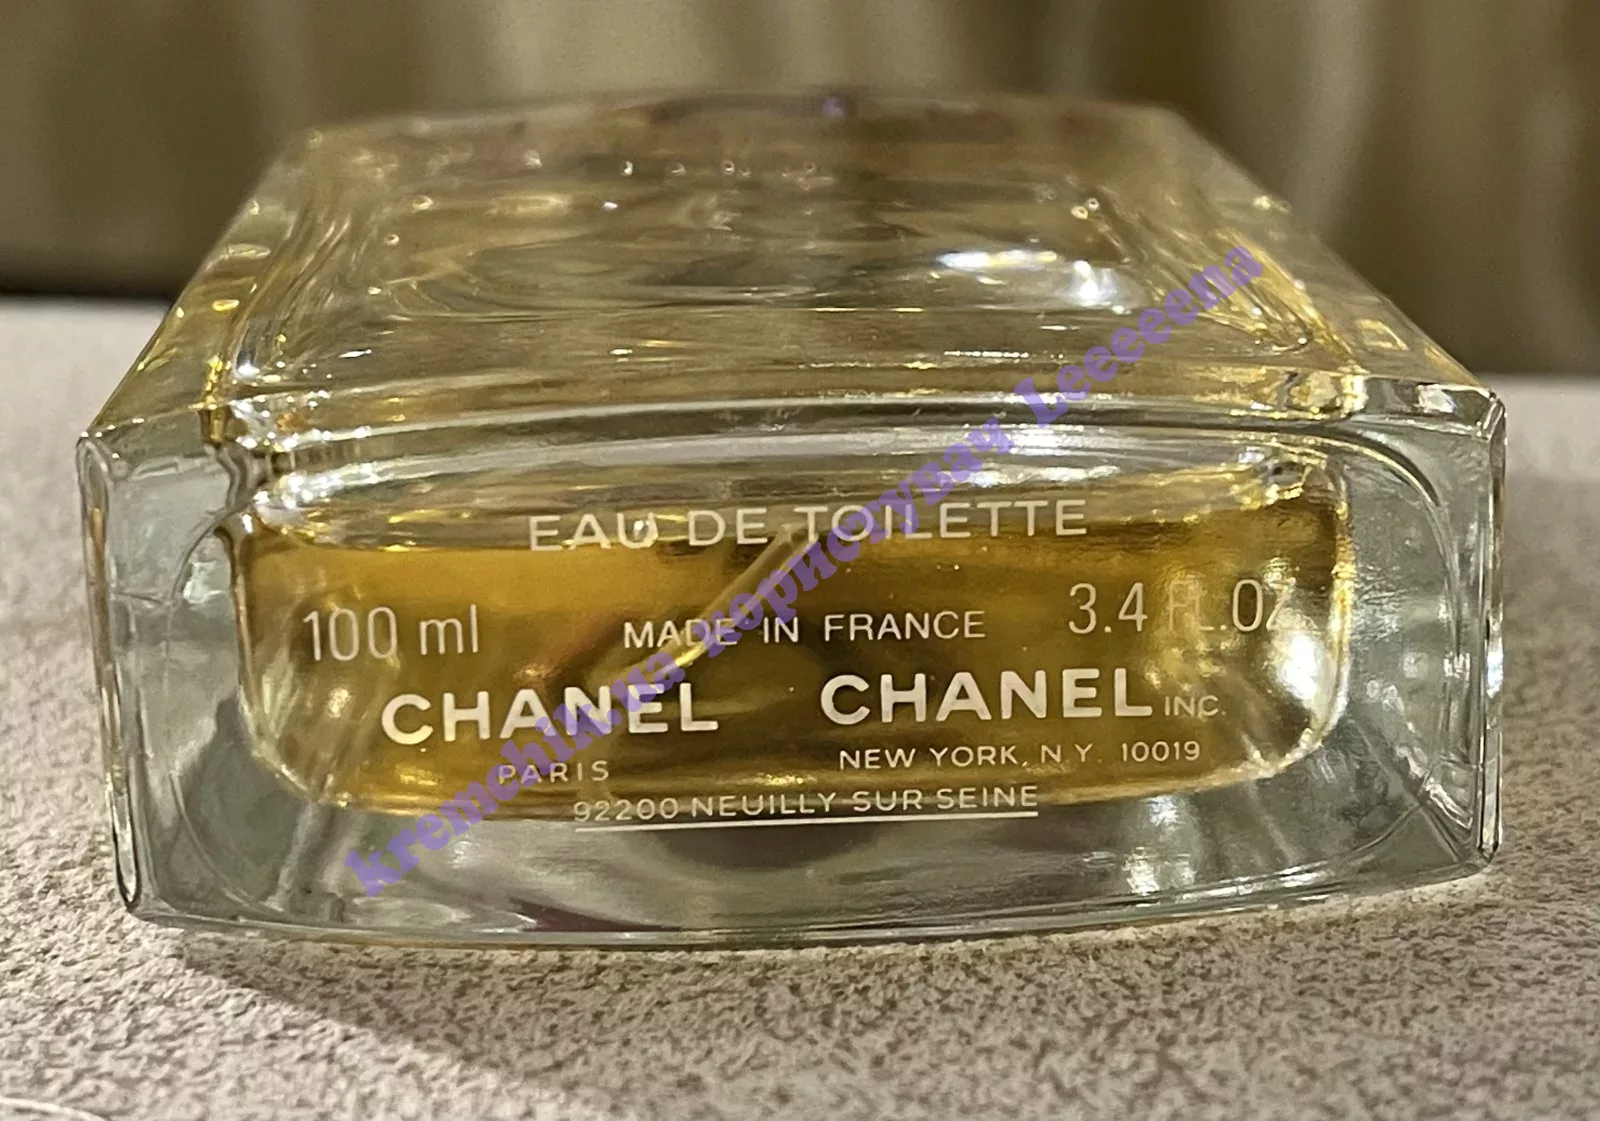 EAU DE TOILETTE
100 ml MADE IN FRANCE 3.4 FL.OZ
CHANEL CHANEL INC.
PARIS NEW YORK, N.Y. 10019
92200 NEUILLY SUR SEINE
kremchik.ua користувач Leeeeena